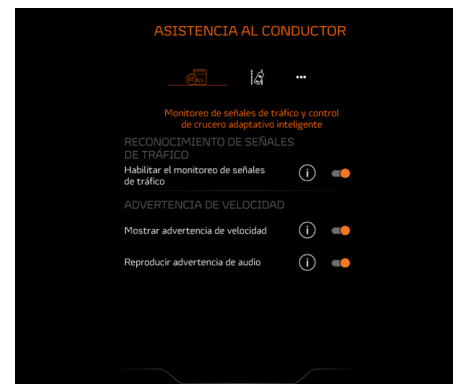 ASISTENCIA AL CONDUCTOR
Monitoreo de señales de tráfico y control
de crucero adaptativo inteligente
RECONOCIMIENTO DE SEÑALES
DE TRÁFICO
Habilitar el monitoreo de señales
de tráfico
ADVERTENCIA DE VELOCIDAD
Mostrar advertencia de velocidad
Reproducir advertencia de audio